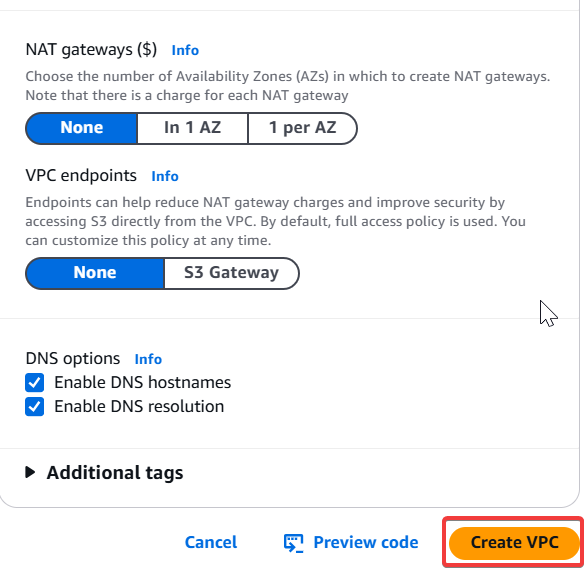 NAT gateways ($) Info
Choose the number of Availability Zones (AZs) in which to create NAT gateways.
Note that there is a charge for each NAT gateway
None In 1 AZ 1 per AZ
VPC endpoints Info
Endpoints can help reduce NAT gateway charges and improve security by
accessing S3 directly from the VPC. By default, full access policy is used. You
can customize this policy at any time.
None S3 Gateway
DNS options Info
Enable DNS hostnames
Enable DNS resolution
Additional tags
Cancel Preview code Create VPC